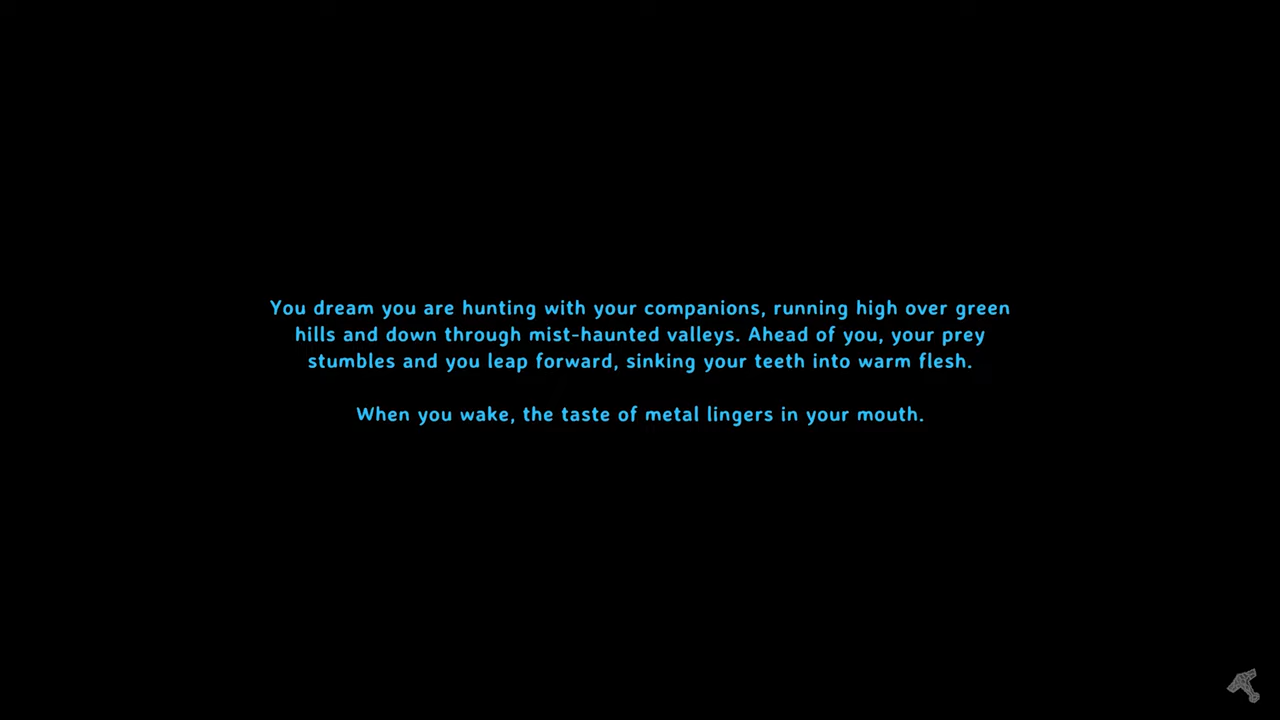 You dream you are hunting with your companions, running high over green
hills and down through mist-haunted valleys. Ahead of you, your prey
stumbles and you leap forward, sinking your teeth into warm flesh.
When you wake, the taste of metal lingers in your mouth.